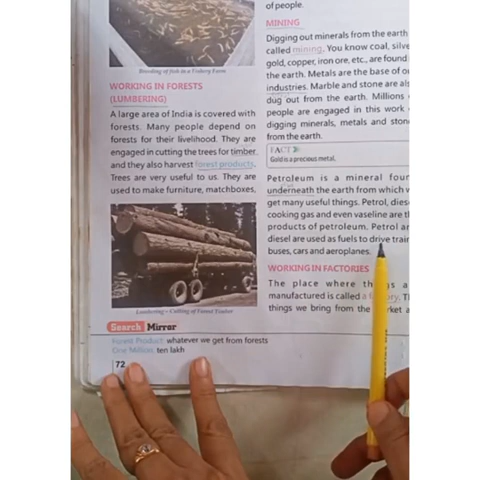 Breeding of fish in a Fishery Farm
WORKING IN FORESTS
(LUMBERING)
A large area of India is covered with
forests. Many people depend on
forests for their livelihood. They are
engaged in cutting the trees for timber
and they also harvest forest products.
Trees are very useful to us. They are
used to make furniture, matchboxes,
Lumbering – Cutting of Forest Timber
Search Mirror
Forest Product: whatever we get from forests
One Million: ten lakh
72
of people.
MINING
Digging out minerals from the earth
called mining. You know coal, silve
gold, copper, iron ore, etc., are found
the earth. Metals are the base of o
industries. Marble and stone are als
dug out from the earth. Millions
people are engaged in this work
digging minerals, metals and ston
from the earth.
FACT
Gold is a precious metal.
Petroleum is a mineral four
underneath the earth from which w
get many useful things. Petrol, dies
cooking gas and even vaseline are t
products of petroleum. Petrol ar
diesel are used as fuels to drive train
buses, cars and aeroplanes.
WORKING IN FACTORIES
The place where s a
manufactured is called a ry. T
things we bring from the ket a